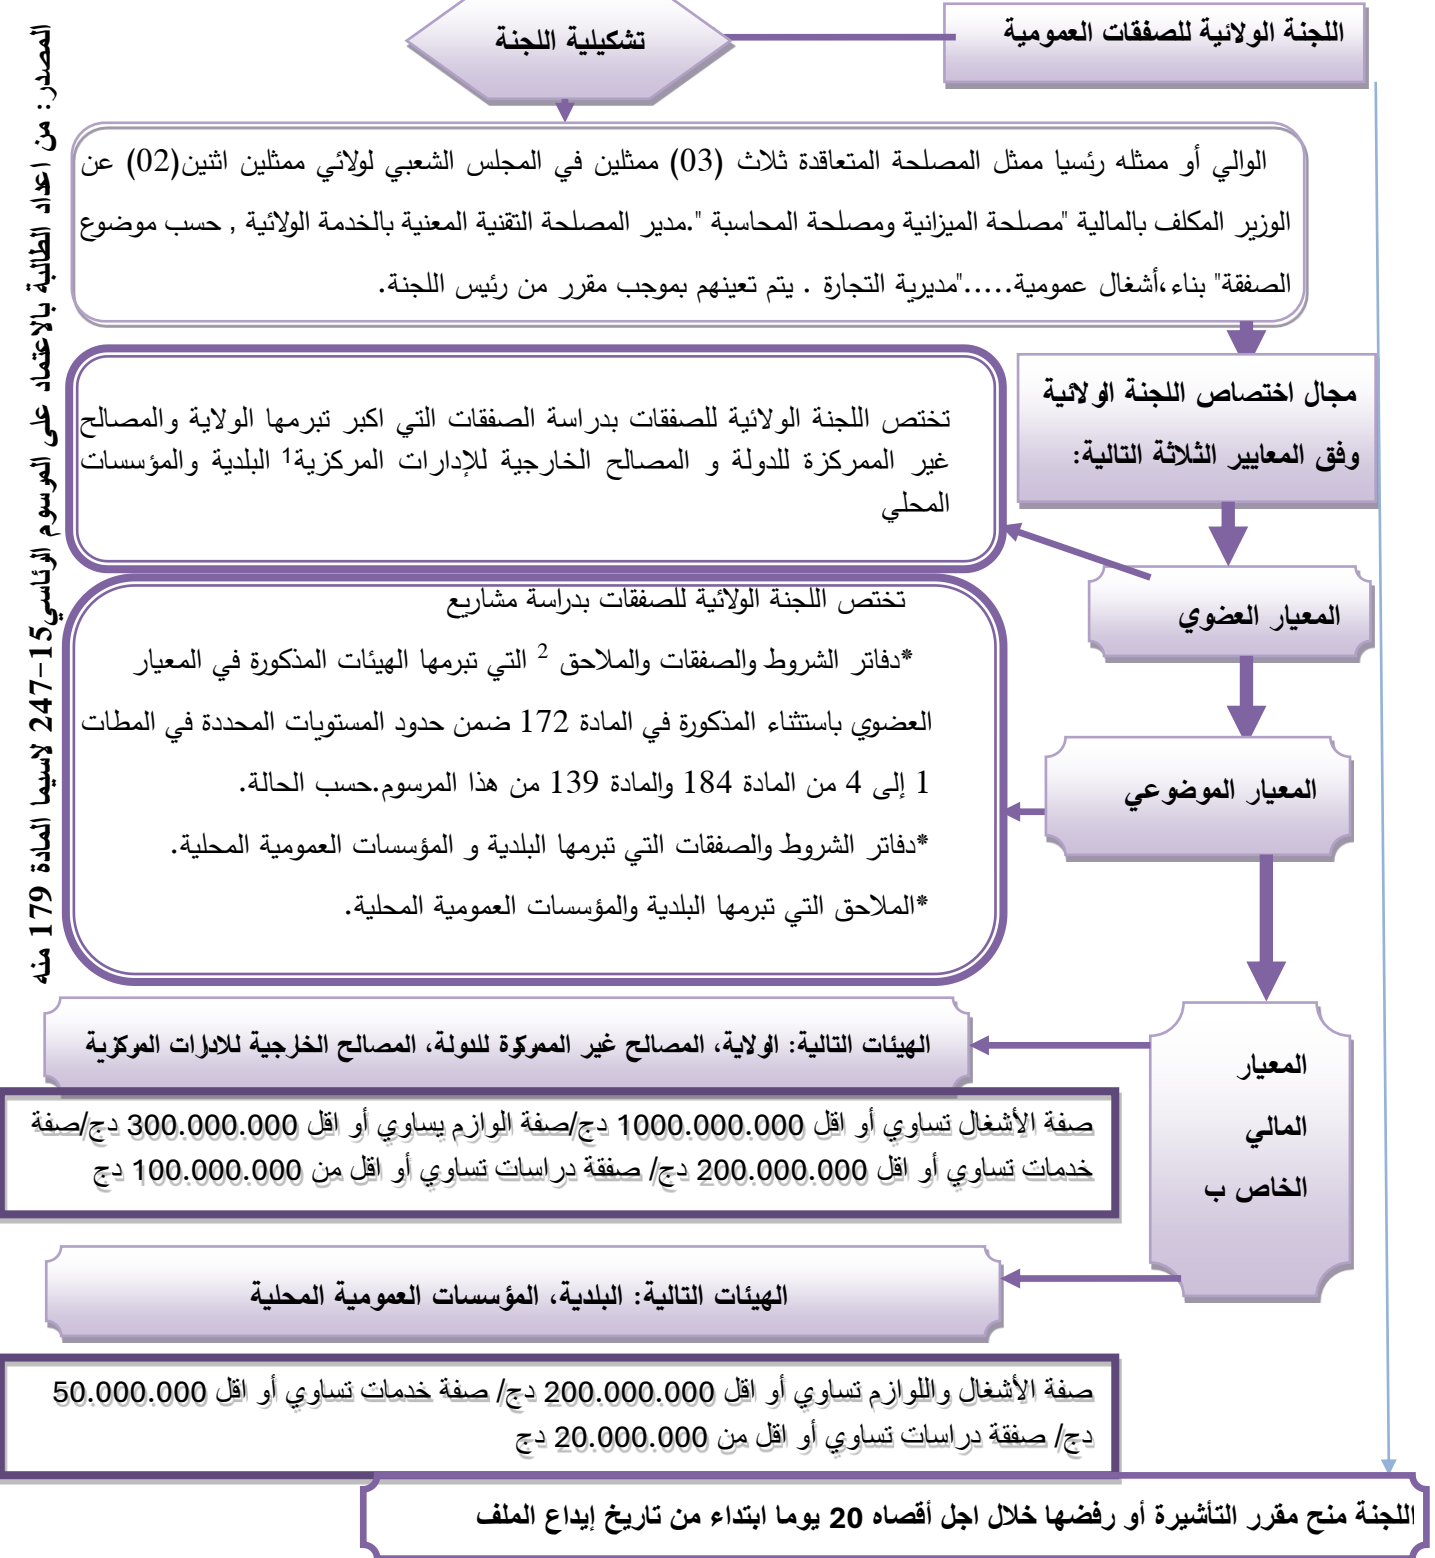 اللجنة الولائية للصفقات العمومية
تشكيلية اللجنة
الوالي أو ممثله رئسيا ممثل المصلحة المتعاقدة ثلاث (03) ممثلين في المجلس الشعبي لولائي ممثلين اثنين(02) عن
الوزير المكلف بالمالية "مصلحة الميزانية ومصلحة المحاسبة ".مدير المصلحة التقنية المعنية بالخدمة الولائية , حسب موضوع
الصفقة" بناء،أشغال عمومية....."مديرية التجارة . يتم تعينهم بموجب مقرر من رئيس اللجنة.
مجال اختصاص اللجنة الولائية
وفق المعايير الثلاثة التالية:
تختص اللجنة الولائية للصفقات بدراسة الصفقات التي اكبر تبرمها الولاية والمصالح
غير الممركزة للدولة و المصالح الخارجية للإدارات المركزية1 البلدية والمؤسسات
المحلي
المعيار العضوي
تختص اللجنة الولائية للصفقات بدراسة مشاريع
*دفاتر الشروط والصفقات والملاحق 2 التي تبرمها الهيئات المذكورة في المعيار
العضوي باستثناء المذكورة في المادة 172 ضمن حدود المستويات المحددة في المطات
1 إلى 4 من المادة 184 والمادة 139 من هذا المرسوم.حسب الحالة.
*دفاتر الشروط والصفقات التي تبرمها البلدية و المؤسسات العمومية المحلية.
*الملاحق التي تبرمها البلدية والمؤسسات العمومية المحلية.
المعيار الموضوعي
المعيار
المالي
الخاص ب
الهيئات التالية: الولاية، المصالح غير الممركزة للدولة، المصالح الخارجية للادارات المركزية
صفة الأشغال تساوي أو اقل 1000.000.000 دج/صفة الوازم يساوي أو اقل 300.000.000 دج/صفة
خدمات تساوي أو اقل 200.000.000 دج/ صفقة دراسات تساوي أو اقل من 100.000.000 دج
الهيئات التالية: البلدية، المؤسسات العمومية المحلية
صفة الأشغال واللوازم تساوي أو اقل 200.000.000 دج/ صفة خدمات تساوي أو اقل 50.000.000
دج/ صفقة دراسات تساوي أو اقل من 20.000.000 دج
اللجنة منح مقرر التأشيرة أو رفضها خلال اجل أقصاه 20 يوما ابتداء من تاريخ إيداع الملف
المصدر: من اعداد الطالبة بالاعتماد على المرسوم الرئاسي15-247 لاسيما المادة 179 منه